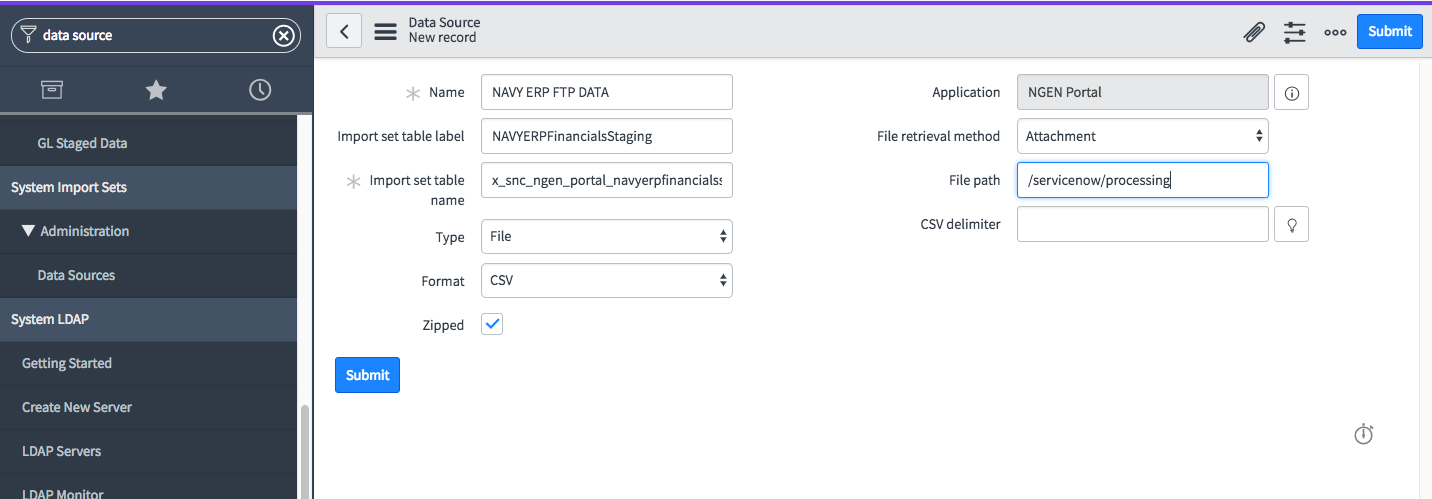 data source
GL Staged Data
System Import Sets
Administration
Data Sources
System LDAP
Getting Started
Create New Server
LDAP Servers
LDAP Monitor
Data Source
New record
Submit
Name
NAVY ERP FTP DATA
Import set table label
NAVYERPFinancialsStaging
Import set table
name
x_snc_ngen_portal_navyerpfinancialss
Type
File
Format
CSV
Zipped
Submit
Application
NGEN Portal
File retrieval method
Attachment
File path
/servicenow/processing
CSV delimiter